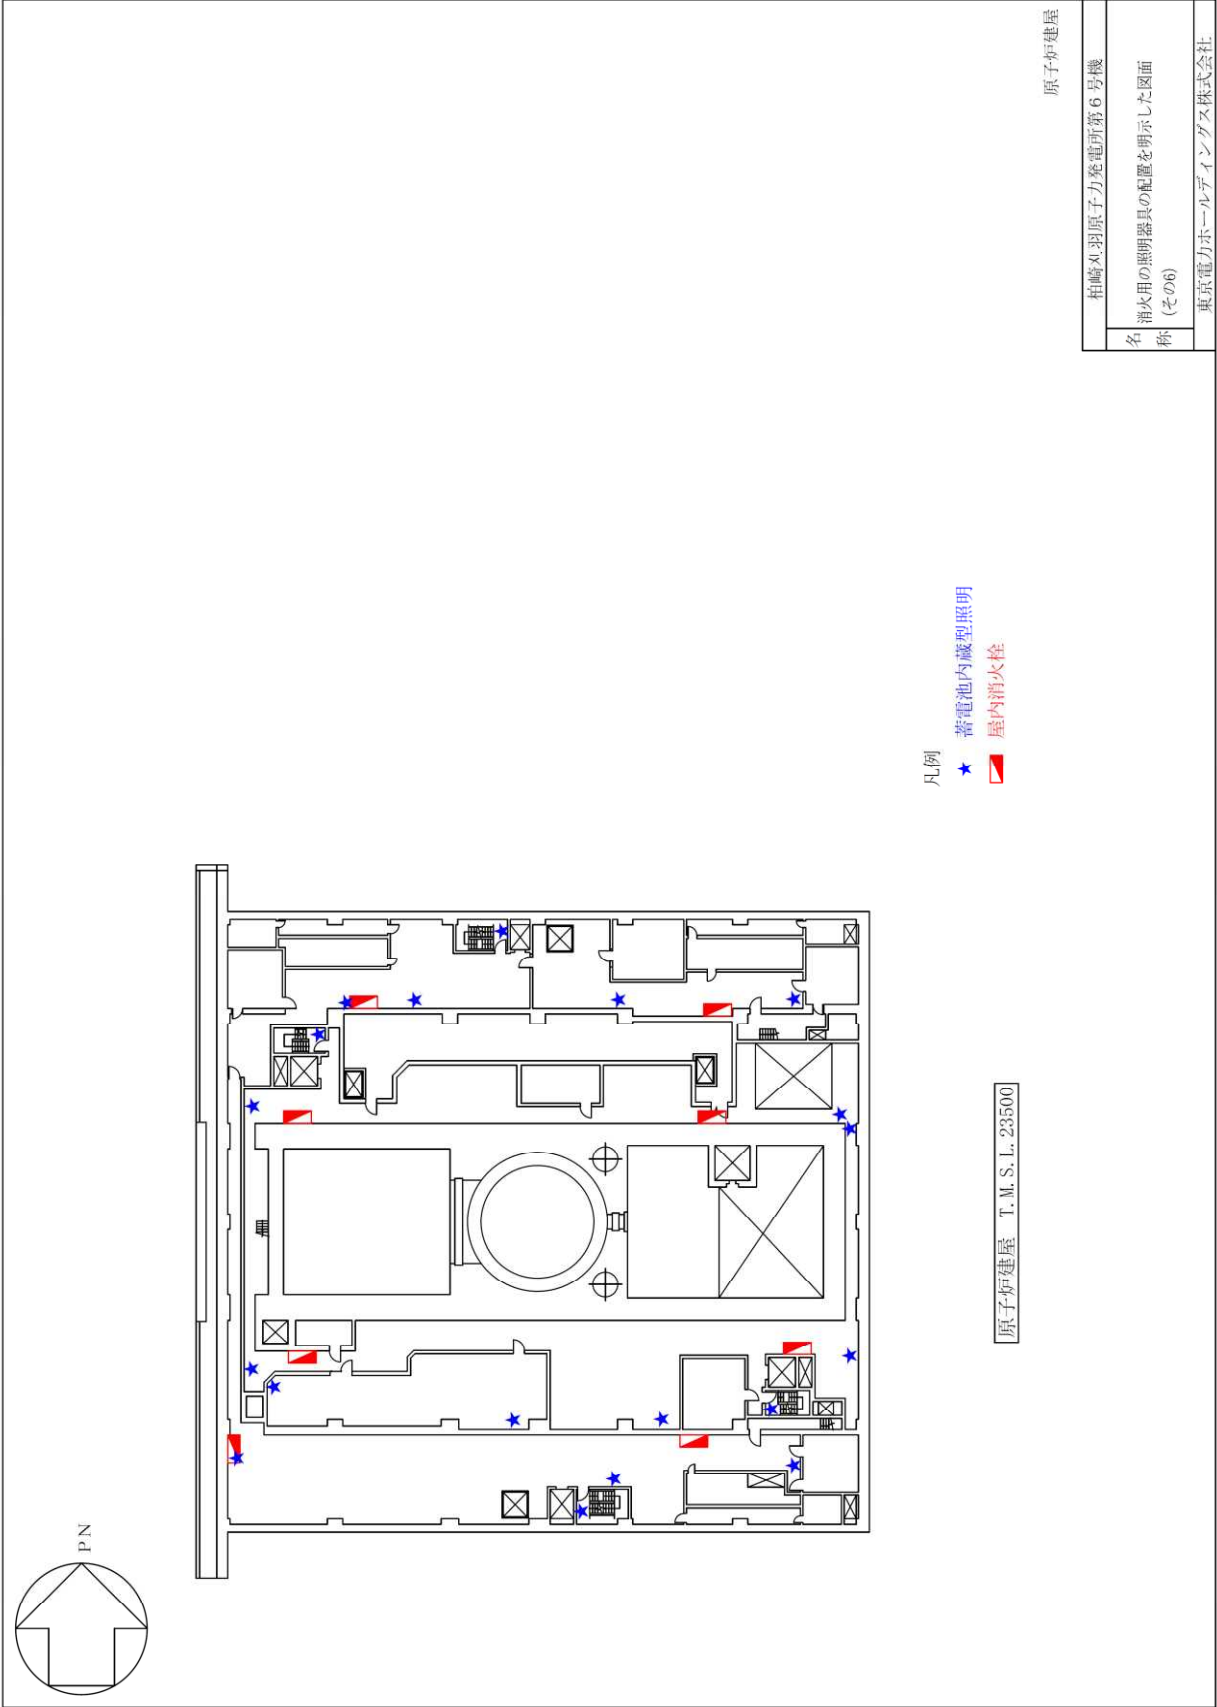 PN
原子炉建屋 T.M.S.L. 23500
凡例
蓄電池内蔵型照明
屋内消火栓
原子炉建屋
柏崎刈羽原子力発電所第6号機
名称
消火用の照明器具の配置を明示した図面
(その6)
東京電力ホールディングス株式会社